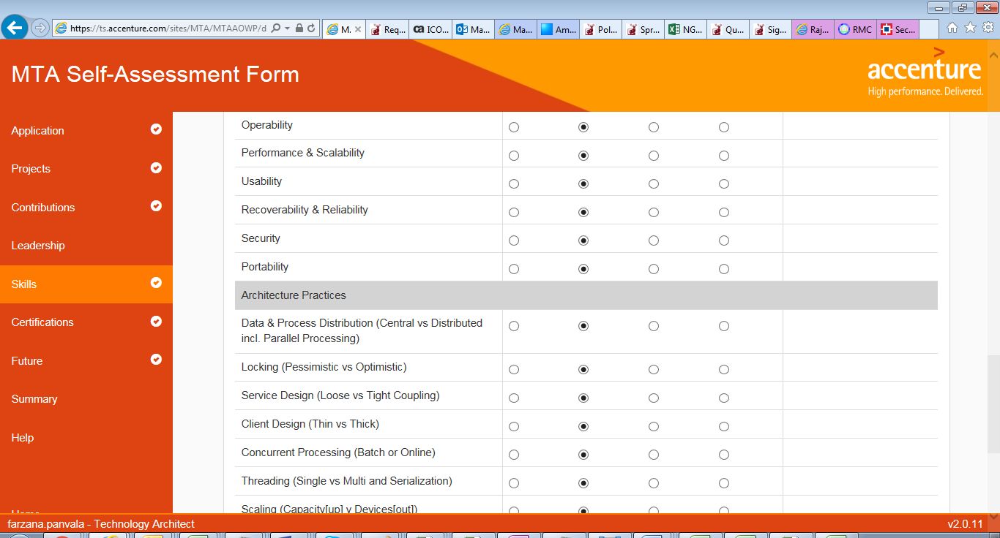 https://ts.accenture.com/sites/MTA/MTAAOWP/d
M...
Req...
ca ICO...
Ma...
Ma...
Am...
Pol...
Spr...
NG...
Qu...
Sig...
Raj...
RMC
Sec...
MTA Self-Assessment Form
>
accenture
High performance. Delivered.
Application
Projects
Contributions
Leadership
Skills
Certifications
Future
Summary
Help
Operability
Performance & Scalability
Usability
Recoverability & Reliability
Security
Portability
Architecture Practices
Data & Process Distribution (Central vs Distributed
incl. Parallel Processing)
Locking (Pessimistic vs Optimistic)
Service Design (Loose vs Tight Coupling)
Client Design (Thin vs Thick)
Concurrent Processing (Batch or Online)
Threading (Single vs Multi and Serialization)
Scaling (Capacity[up] v Devices[out])
farzana.panvala - Technology Architect
v2.0.11